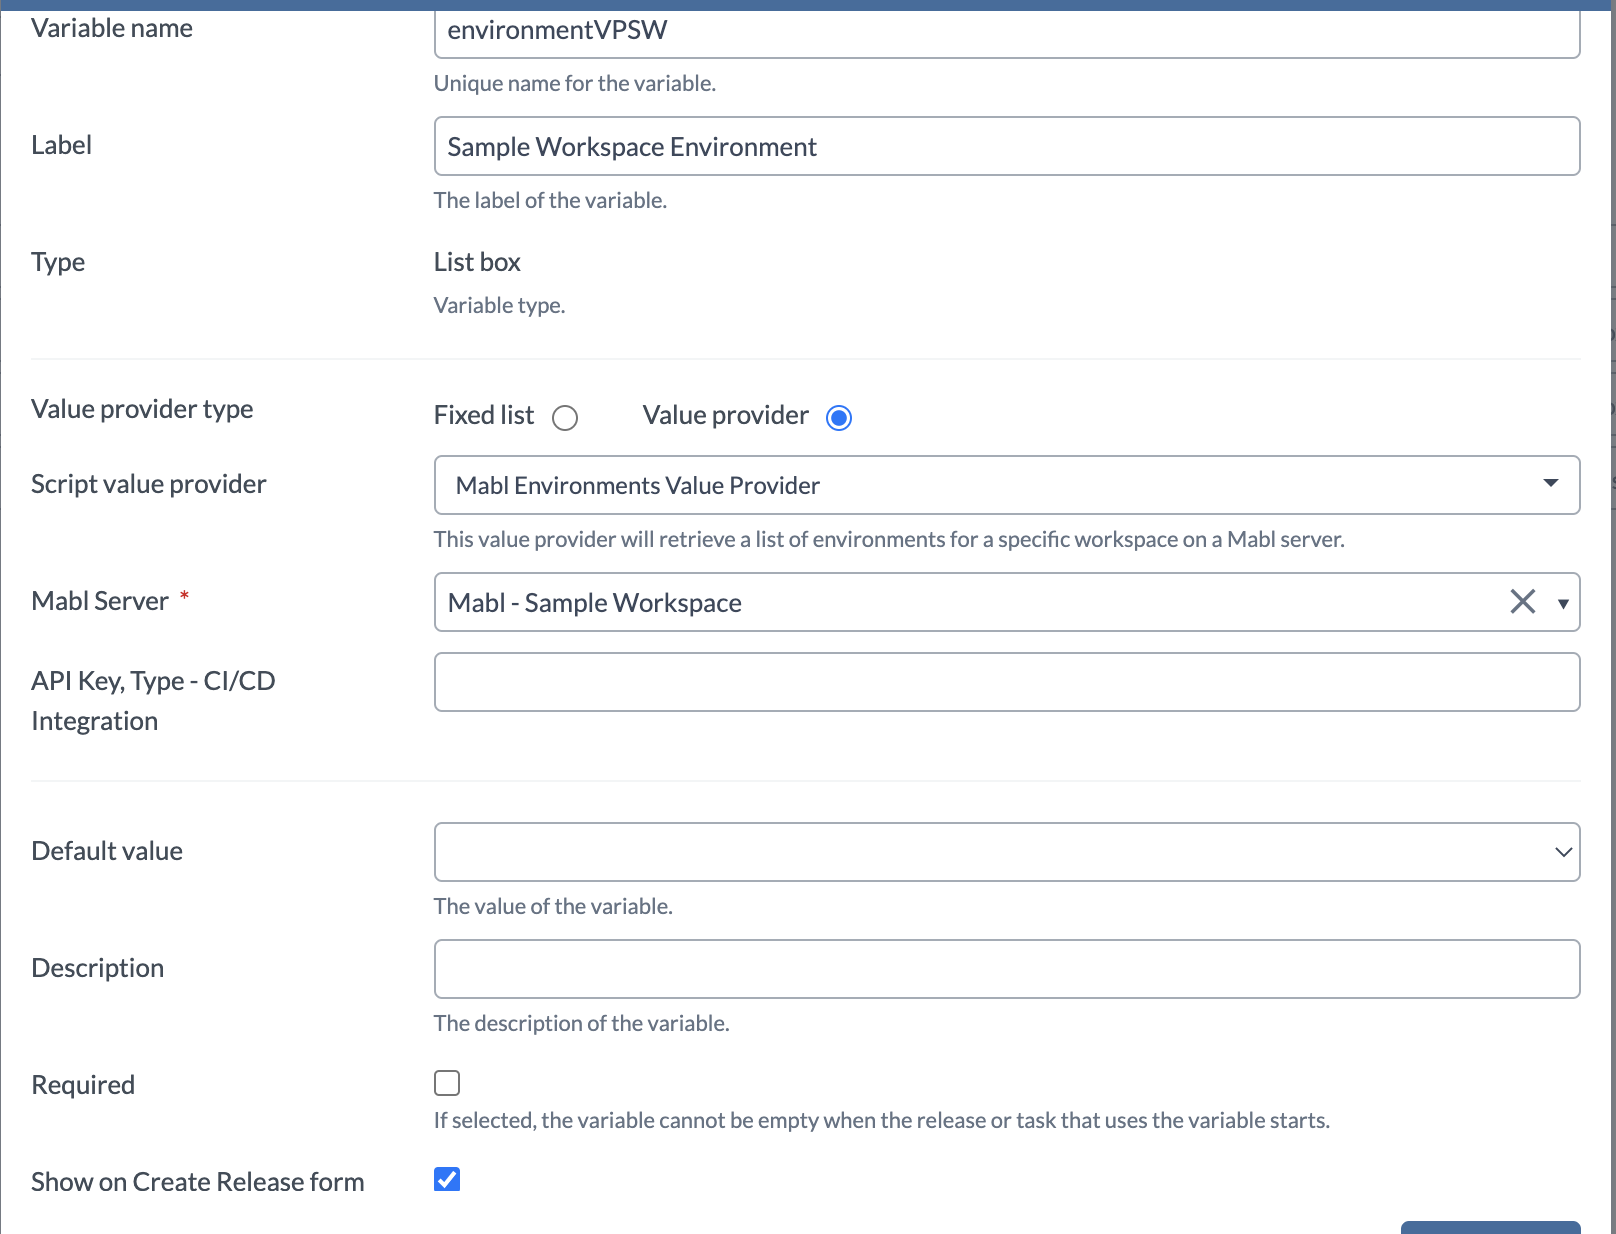 Variable name
environmentVPSW
Unique name for the variable.
Label
Sample Workspace Environment
The label of the variable.
Type
List box
Variable type.
Value provider type
Fixed list
Value provider
Script value provider
Mabl Environments Value Provider
This value provider will retrieve a list of environments for a specific workspace on a Mabl server.
Mabl Server *
Mabl - Sample Workspace
API Key, Type - CI/CD
Integration
Default value
The value of the variable.
Description
The description of the variable.
Required
If selected, the variable cannot be empty when the release or task that uses the variable starts.
Show on Create Release form